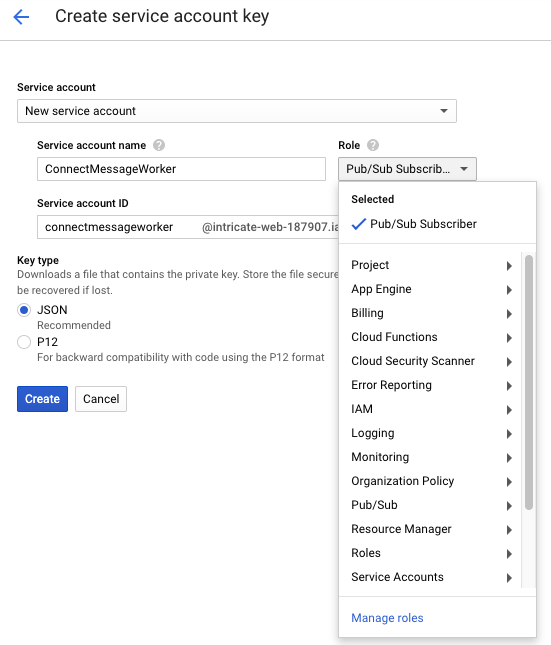 Create service account key
Service account
New service account
Service account name
Role
ConnectMessageWorker
Pub/Sub Subscrib...
Service account ID
connectmessageworker @intricate-web-187907.ia
Selected
Pub/Sub Subscriber
Key type
Downloads a file that contains the private key. Store the file secure
be recovered if lost.
JSON
Recommended
P12
For backward compatibility with code using the P12 format
Create
Cancel
Project
App Engine
Billing
Cloud Functions
Cloud Security Scanner
Error Reporting
IAM
Logging
Monitoring
Organization Policy
Pub/Sub
Resource Manager
Roles
Service Accounts
Manage roles